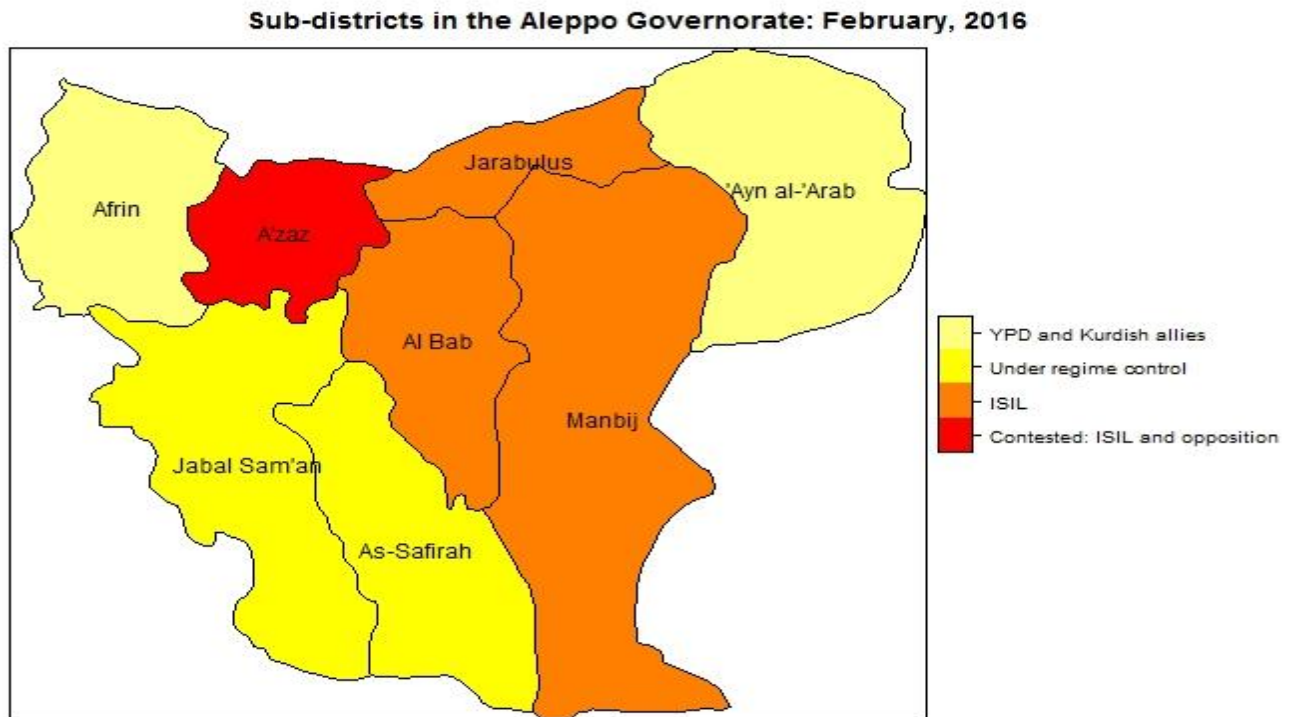 Sub-districts in the Aleppo Governorate: February, 2016
Jarabulus
'Ayn al-'Arab
Afrin
A'zaz
Al Bab
Manbij
Jabal Sam'an
As-Safirah
YPD and Kurdish allies
Under regime control
ISIL
Contested: ISIL and opposition